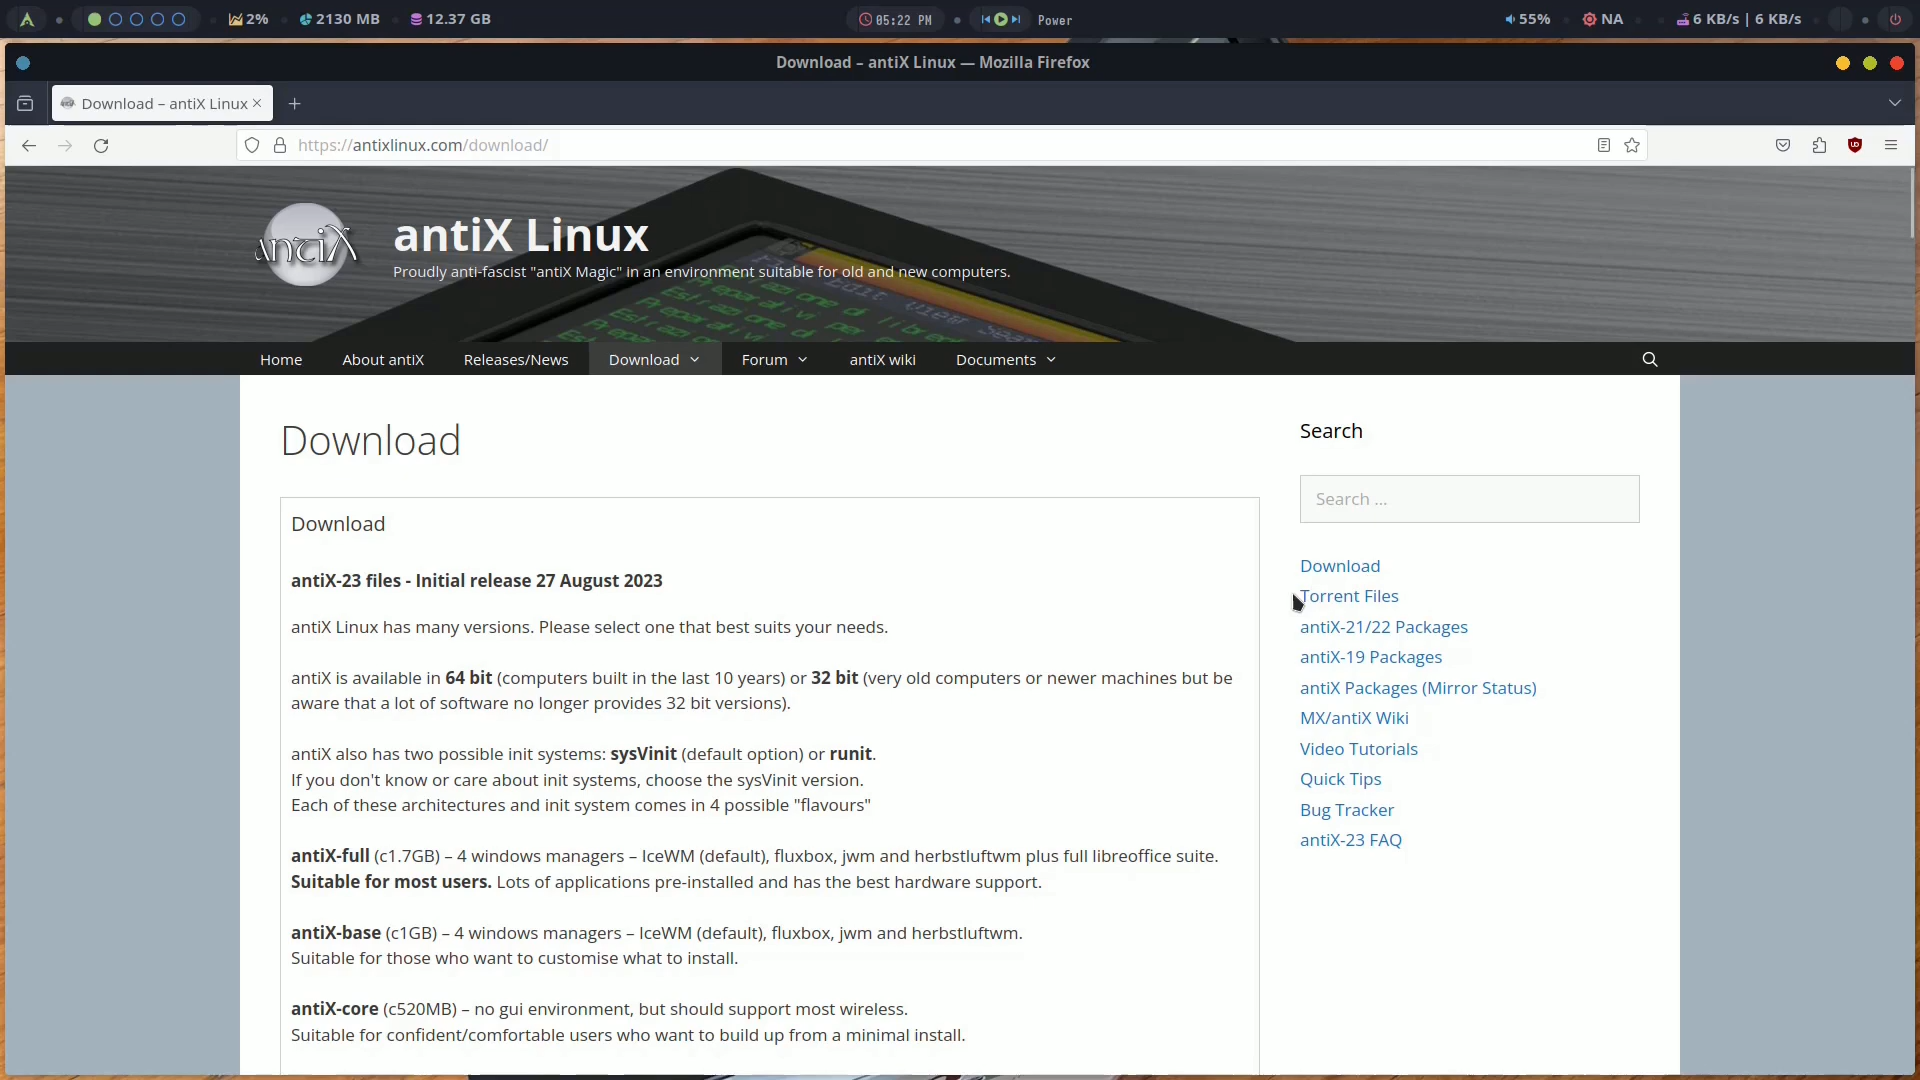 2%
2130 MB
12.37 GB
05:22 PM
Power
55%
NA
6 KB/s | 6 KB/s
Download – antiX Linux — Mozilla Firefox
Download – antiX Linux
https://antixlinux.com/download/
antiX
antiX Linux
Proudly anti-fascist "antiX Magic" in an environment suitable for old and new computers.
Home
About antiX
Releases/News
Download
Forum
antiX wiki
Documents
Download
Download
antiX-23 files - Initial release 27 August 2023
antiX Linux has many versions. Please select one that best suits your needs.
antiX is available in 64 bit (computers built in the last 10 years) or 32 bit (very old computers or newer machines but be
aware that a lot of software no longer provides 32 bit versions).
antiX also has two possible init systems: sysVinit (default option) or runit.
If you don't know or care about init systems, choose the sysVinit version.
Each of these architectures and init system comes in 4 possible "flavours"
antiX-full (c1.7GB) – 4 windows managers – IceWM (default), fluxbox, jwm and herbstluftwm plus full libreoffice suite.
Suitable for most users. Lots of applications pre-installed and has the best hardware support.
antiX-base (c1GB) – 4 windows managers – IceWM (default), fluxbox, jwm and herbstluftwm.
Suitable for those who want to customise what to install.
antiX-core (c520MB) – no gui environment, but should support most wireless.
Suitable for confident/comfortable users who want to build up from a minimal install.
Search
Search ...
Download
Torrent Files
antiX-21/22 Packages
antiX-19 Packages
antiX Packages (Mirror Status)
MX/antiX Wiki
Video Tutorials
Quick Tips
Bug Tracker
antiX-23 FAQ